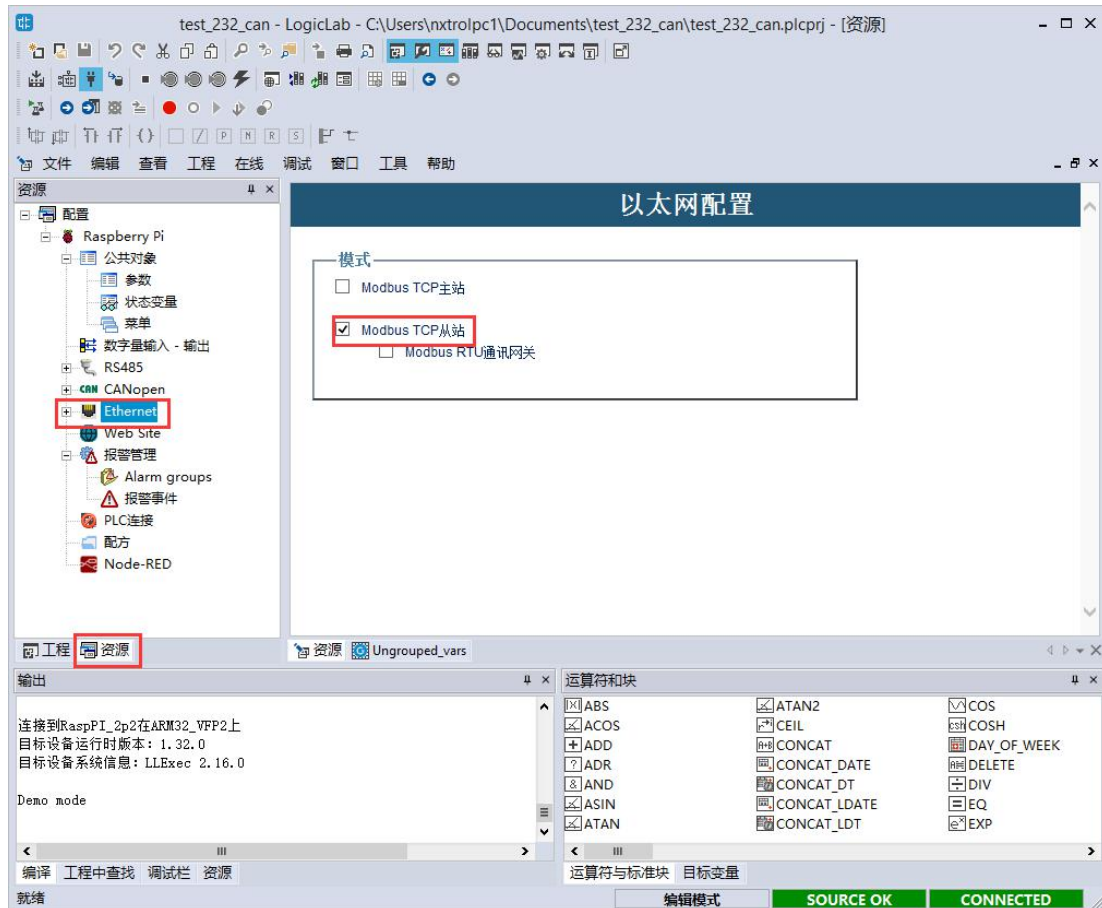 test_232_can - LogicLab - C:\Users\nxtrolpc1\Documents\test_232_can\test_232_can.plcprj - [资源]
文件 编辑 查看 工程 在线 调试 窗口 工具 帮助
资源
配置
Raspberry Pi
公共对象
参数
状态变量
菜单
数字量输入 - 输出
RS485
CAN CANopen
Ethernet
Web Site
报警管理
Alarm groups
报警事件
PLC连接
配方
Node-RED
工程 资源
以太网配置
模式
Modbus TCP主站
Modbus TCP从站
Modbus RTU通讯网关
资源 Ungrouped_vars
输出
连接到RaspPI_2p2在ARM32_VFP2上
目标设备运行时版本: 1.32.0
目标设备系统信息: LLExec 2.16.0
Demo mode
编译 工程中查找 调试栏 资源
运算符和块
ABS ATAN2 COS
ACOS CEIL COSH
ADD CONCAT DAY_OF_WEEK
ADR CONCAT_DATE DELETE
AND CONCAT_DT DIV
ASIN CONCAT_LDATE EQ
ATAN CONCAT_LDT EXP
运算符与标准块 目标变量
就绪 编辑模式 SOURCE OK CONNECTED